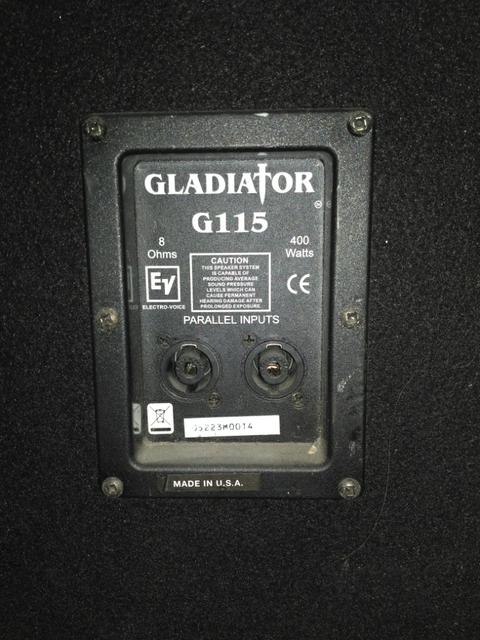 GLADIATOR
G115
8
Ohms
400
Watts
CAUTION
THIS SPEAKER SYSTEM
IS CAPABLE OF
PRODUCING AVERAGE
SOUND PRESSURE
LEVELS WHICH CAN
CAUSE PERMANENT
HEARING DAMAGE AFTER
PROLONGED EXPOSURE.
EV
ELECTRO-VOICE
CE
PARALLEL INPUTS
05223M0014
MADE IN U.S.A.